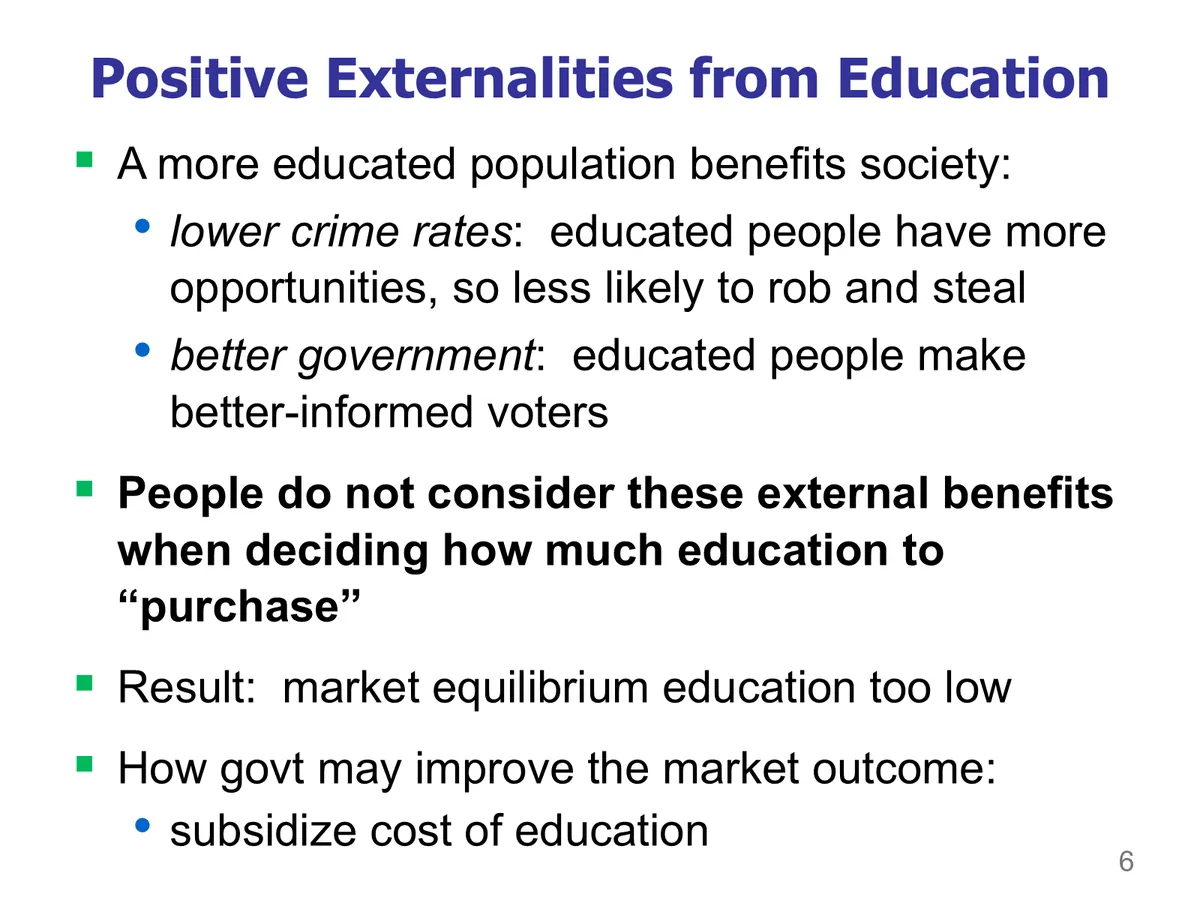 Positive Externalities from Education
▪ A more educated population benefits society:
• lower crime rates:  educated people have more
opportunities, so less likely to rob and steal
• better government:  educated people make
better-informed voters
▪ People do not consider these external benefits
when deciding how much education to
“purchase”
▪ Result:  market equilibrium education too low
▪ How govt may improve the market outcome:
• subsidize cost of education
6